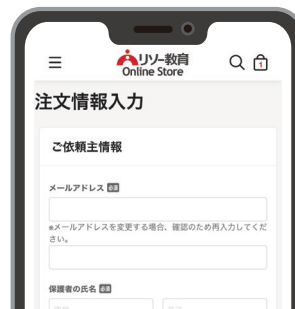 リソー教育
Online Store
1
注文情報入力
ご依頼主情報
メールアドレス 必須
※メールアドレスを変更する場合、確認のため再入力してくだ
さい。
保護者の氏名 必須